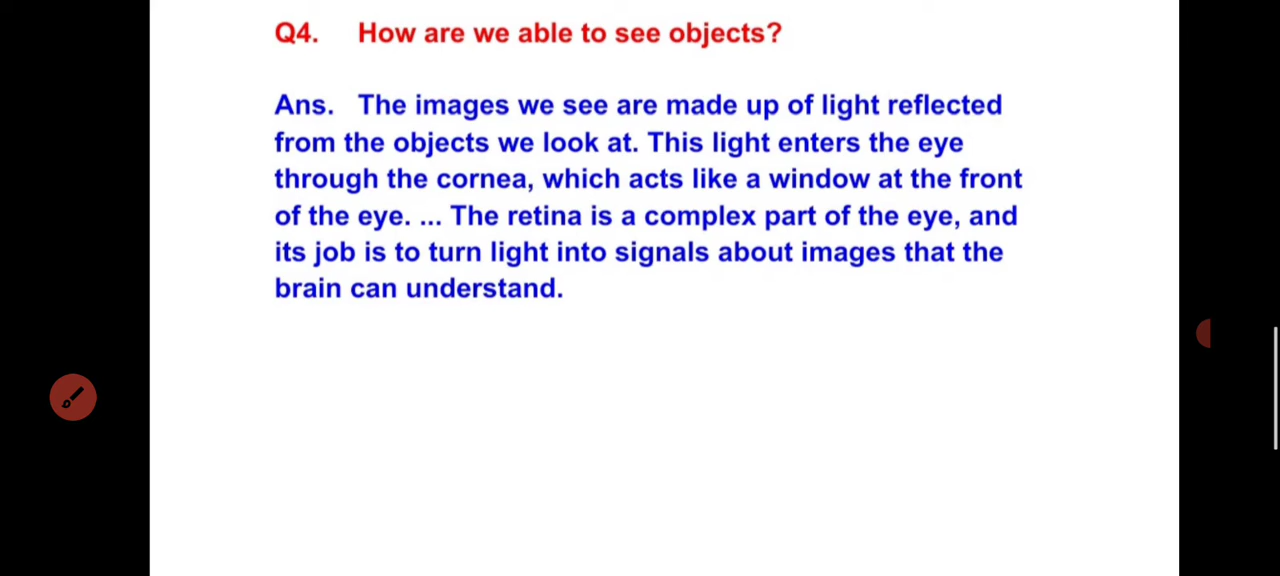 Q4. How are we able to see objects?
Ans. The images we see are made up of light reflected
from the objects we look at. This light enters the eye
through the cornea, which acts like a window at the front
of the eye. ... The retina is a complex part of the eye, and
its job is to turn light into signals about images that the
brain can understand.